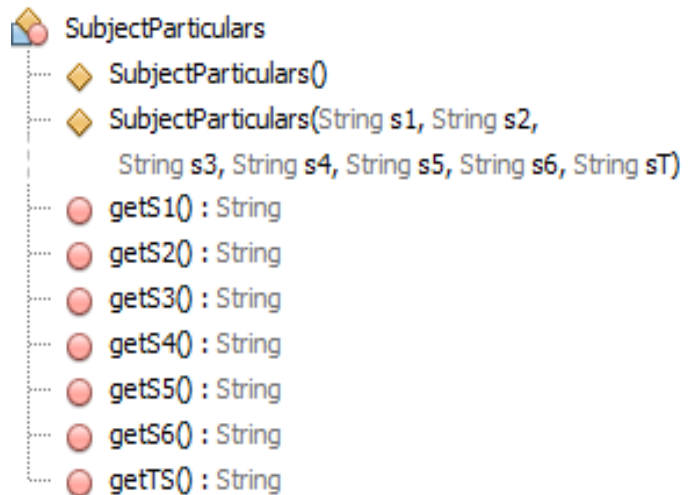 SubjectParticulars
SubjectParticulars()
SubjectParticulars(String s1, String s2,
String s3, String s4, String s5, String s6, String sT)
getS1() : String
getS2() : String
getS3() : String
getS4() : String
getS5() : String
getS6() : String
getTS() : String